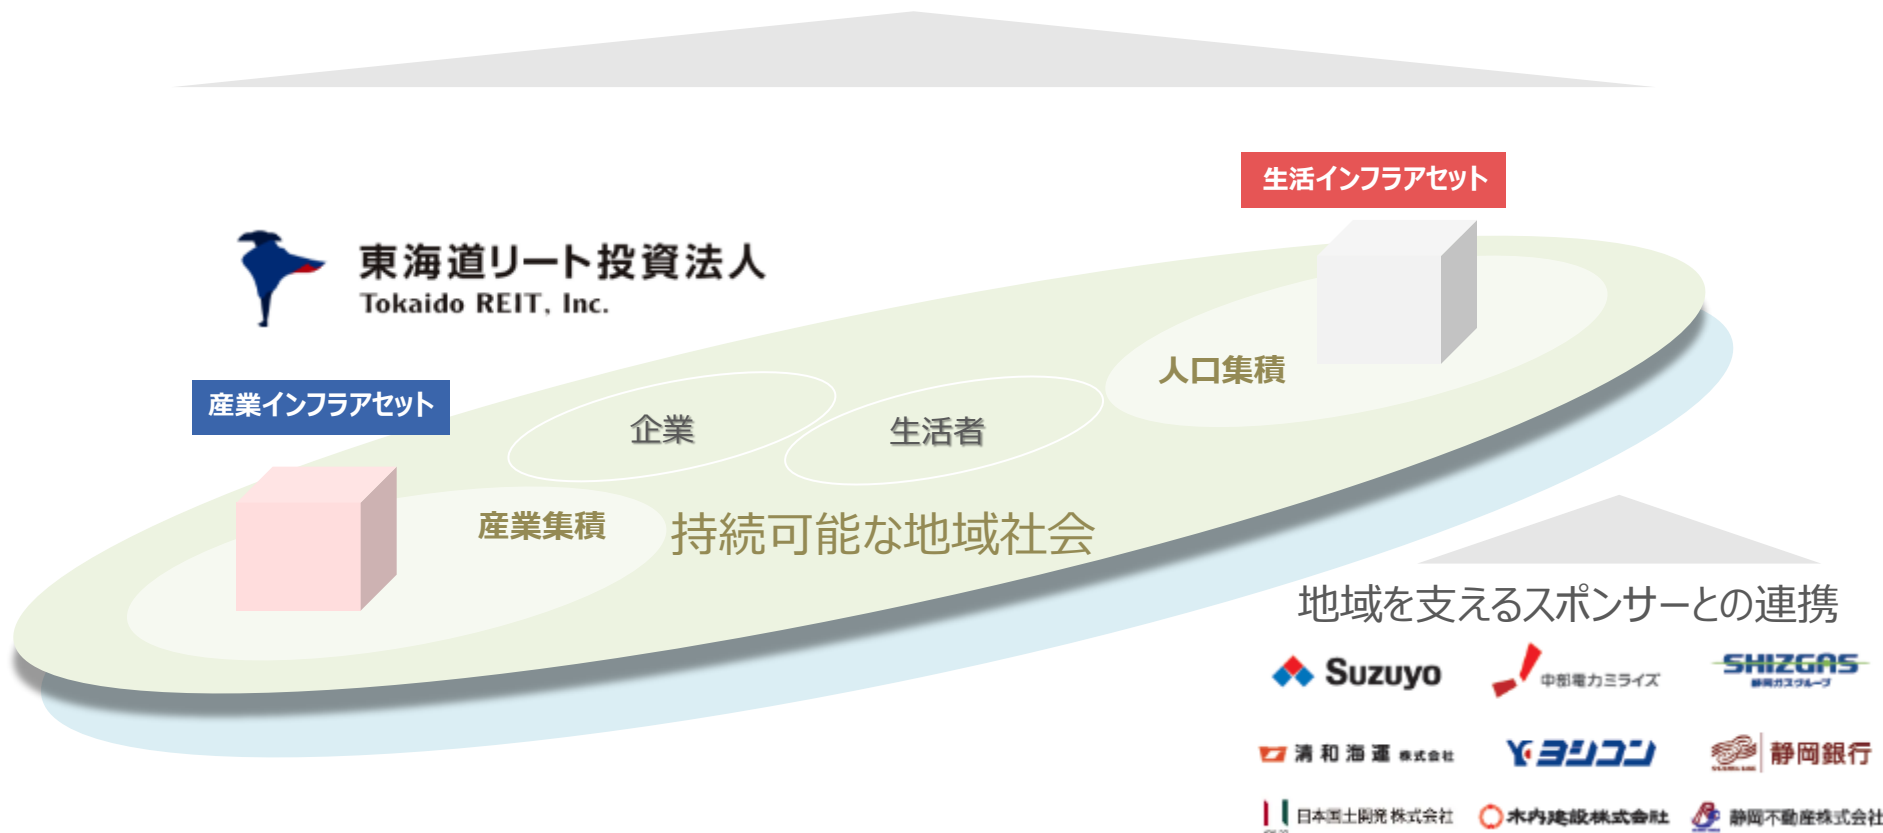 生活インフラアセット
東海道リート投資法人
Tokaido REIT, Inc.
人口集積
産業インフラアセット
企業
生活者
産業集積
持続可能な地域社会
地域を支えるスポンサーとの連携
Suzuyo
中部電力ミライズ
SHIZGAS
静岡ガスグループ
清和海運 株式会社
ヨシコン
静岡銀行
日本国土開発株式会社
木内建設株式会社
静岡不動産株式会社